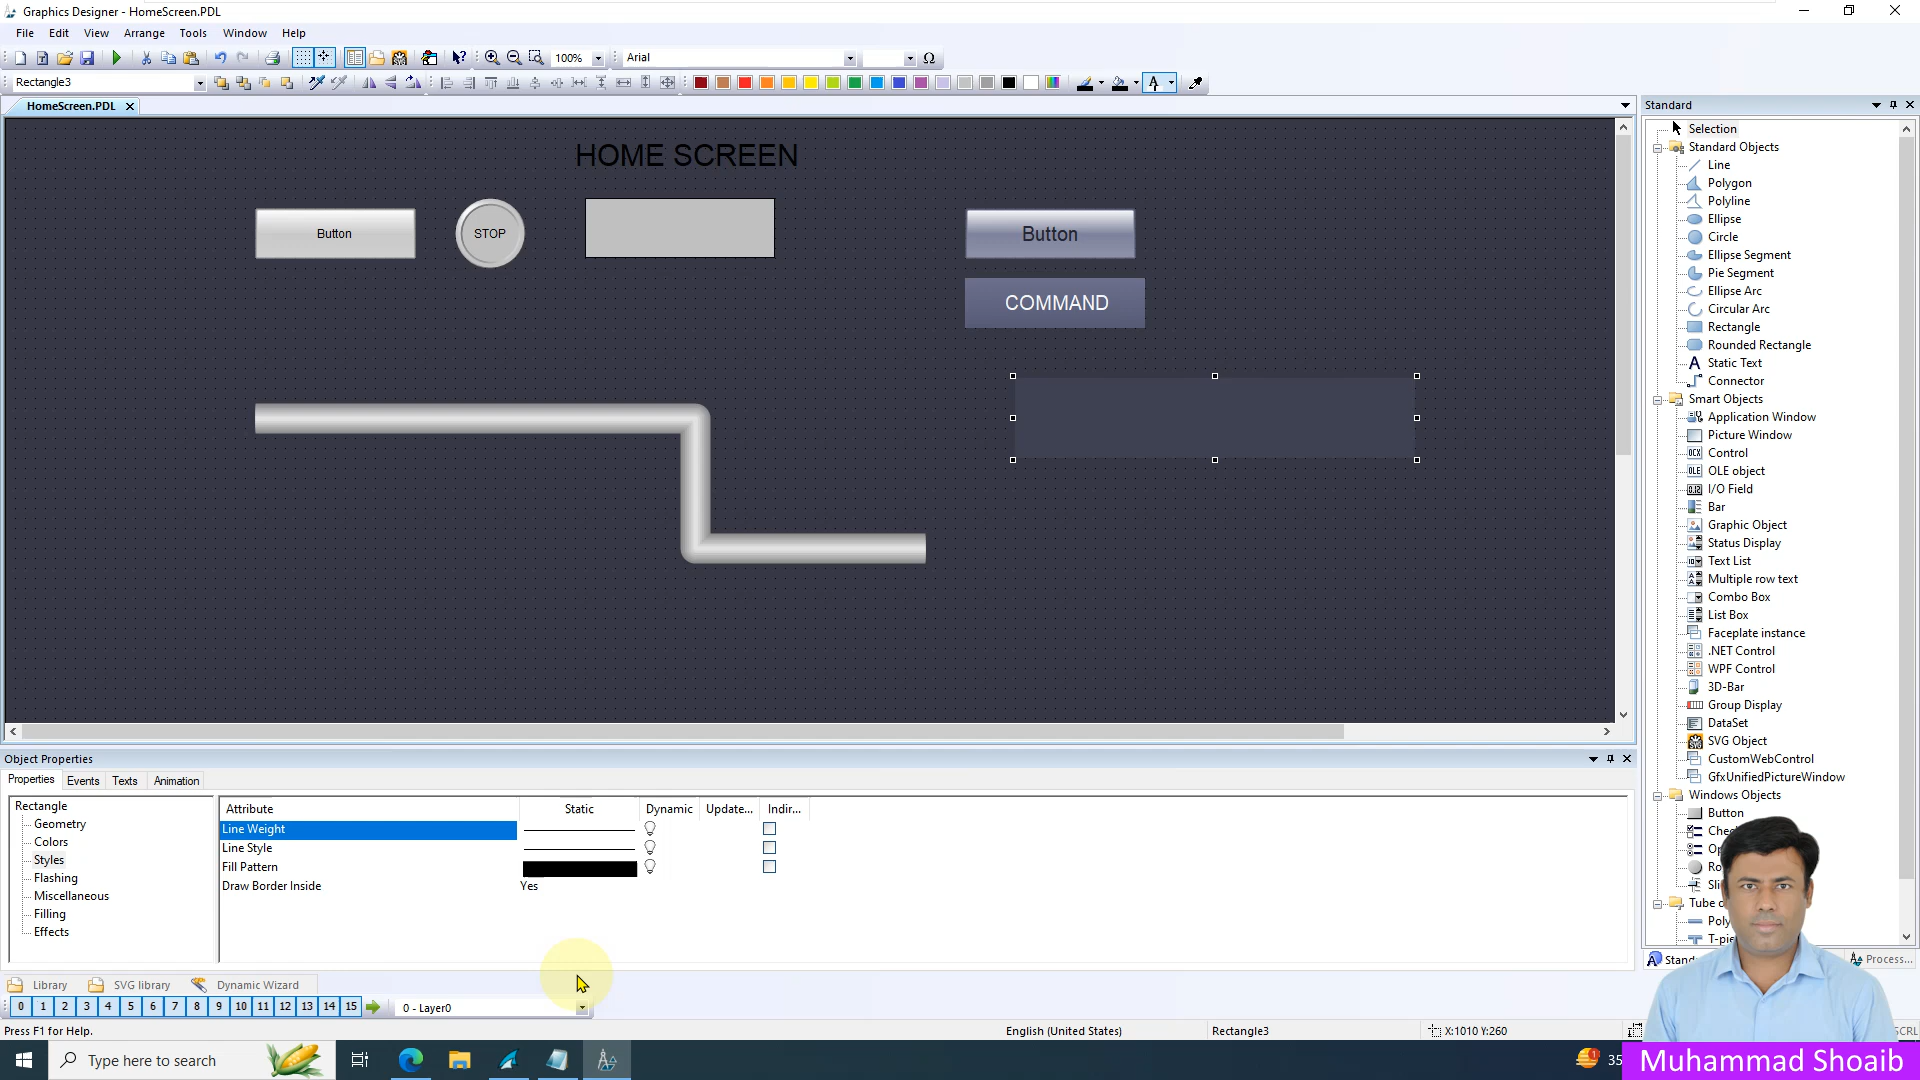 Graphics Designer - HomeScreen.PDL
File Edit View Arrange Tools Window Help
100% Arial Ω
Rectangle3
HomeScreen.PDL
Standard
HOME SCREEN
Button STOP Button
COMMAND
Selection
Standard Objects
Line
Polygon
Polyline
Ellipse
Circle
Ellipse Segment
Pie Segment
Ellipse Arc
Circular Arc
Rectangle
Rounded Rectangle
Static Text
Connector
Smart Objects
Application Window
Picture Window
Control
OLE object
I/O Field
Bar
Graphic Object
Status Display
Text List
Multiple row text
Combo Box
List Box
Faceplate instance
.NET Control
WPF Control
3D-Bar
Group Display
DataSet
SVG Object
CustomWebControl
GfxUnifiedPictureWindow
Windows Objects
Button
Process...
Object Properties
Properties Events Texts Animation
Rectangle
Geometry
Colors
Styles
Flashing
Miscellaneous
Filling
Effects
Attribute Static Dynamic Update... Indir...
Line Weight
Line Style
Fill Pattern
Draw Border Inside Yes
Library SVG library Dynamic Wizard
0 1 2 3 4 5 6 7 8 9 10 11 12 13 14 15 0 - Layer0
Press F1 for Help. English (United States) Rectangle3 X:1010 Y:260 SCRL
Type here to search
Muhammad Shoaib